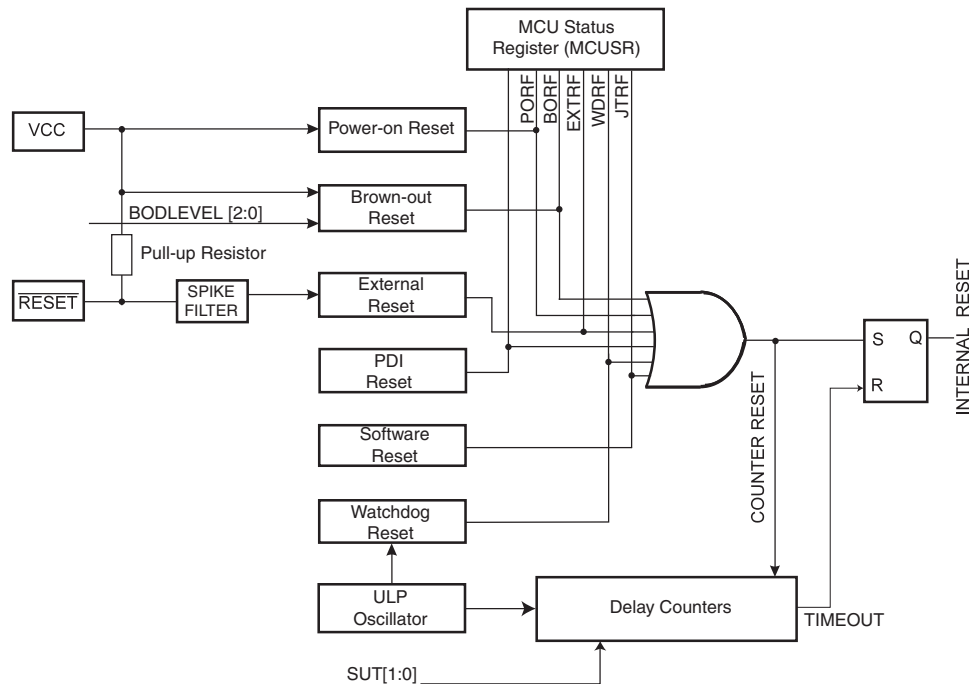 MCU Status
Register (MCUSR)
PORF
BORF
EXTRF
WDRF
JTRF
VCC
Power-on Reset
Brown-out
Reset
BODLEVEL [2:0]
Pull-up Resistor
RESET
SPIKE
FILTER
External
Reset
PDI
Reset
Software
Reset
Watchdog
Reset
ULP
Oscillator
Delay Counters
SUT[1:0]
COUNTER RESET
TIMEOUT
S
Q
R
INTERNAL RESET